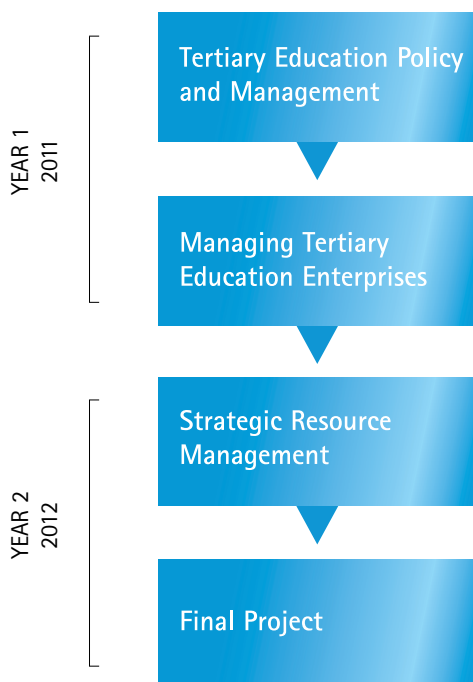 YEAR 1
2011
Tertiary Education Policy
and Management
Managing Tertiary
Education Enterprises
YEAR 2
2012
Strategic Resource
Management
Final Project